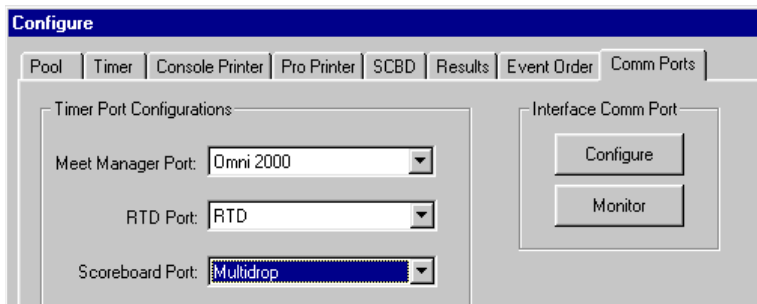 Configure
Pool Timer Console Printer Pro Printer SCBD Results Event Order Comm Ports
Timer Port Configurations
Meet Manager Port: Omni 2000
RTD Port: RTD
Scoreboard Port: Multidrop
Interface Comm Port
Configure
Monitor